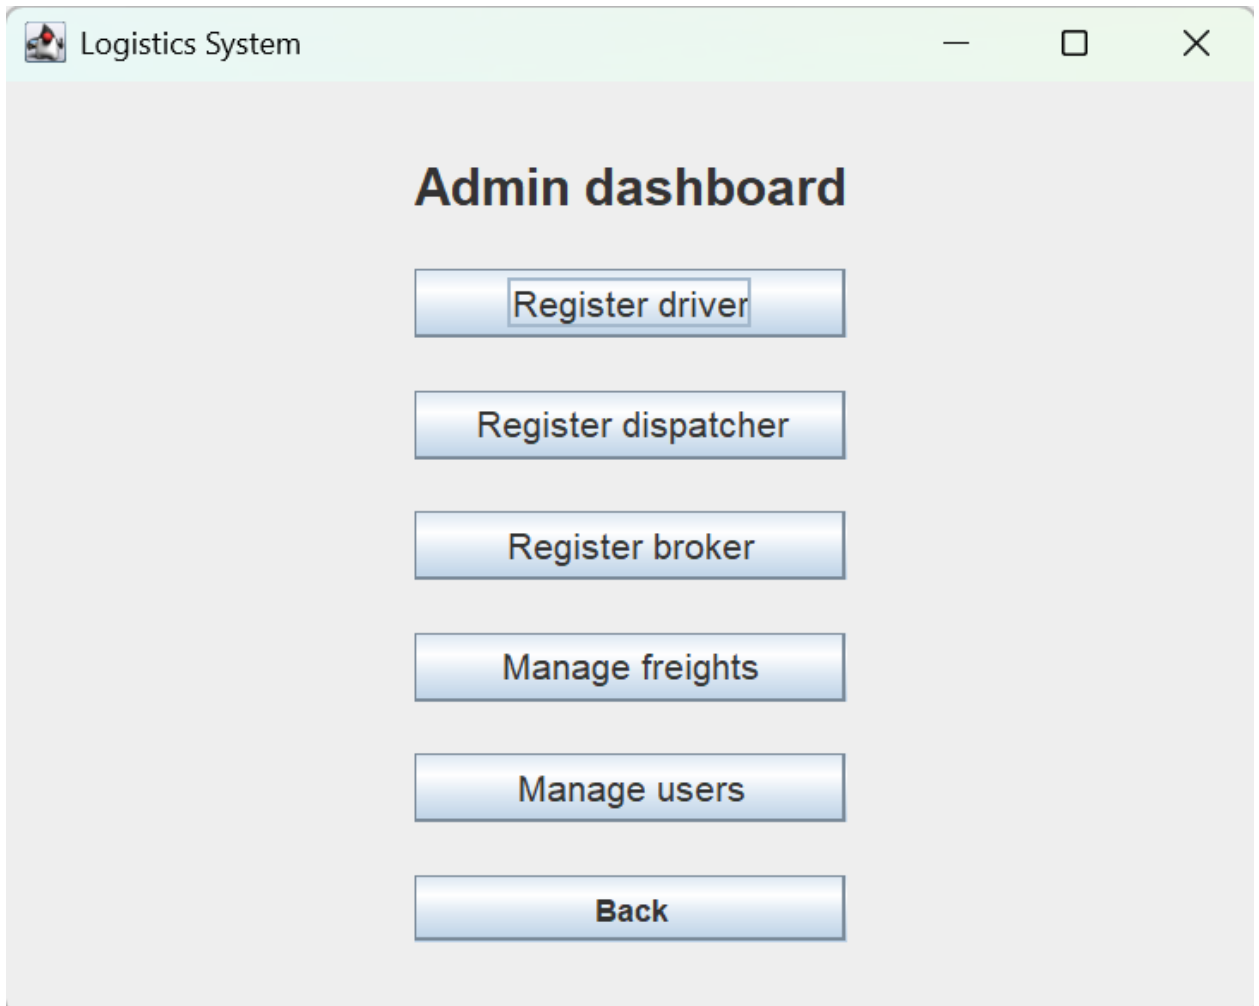 Logistics System
Admin dashboard
Register driver
Register dispatcher
Register broker
Manage freights
Manage users
Back